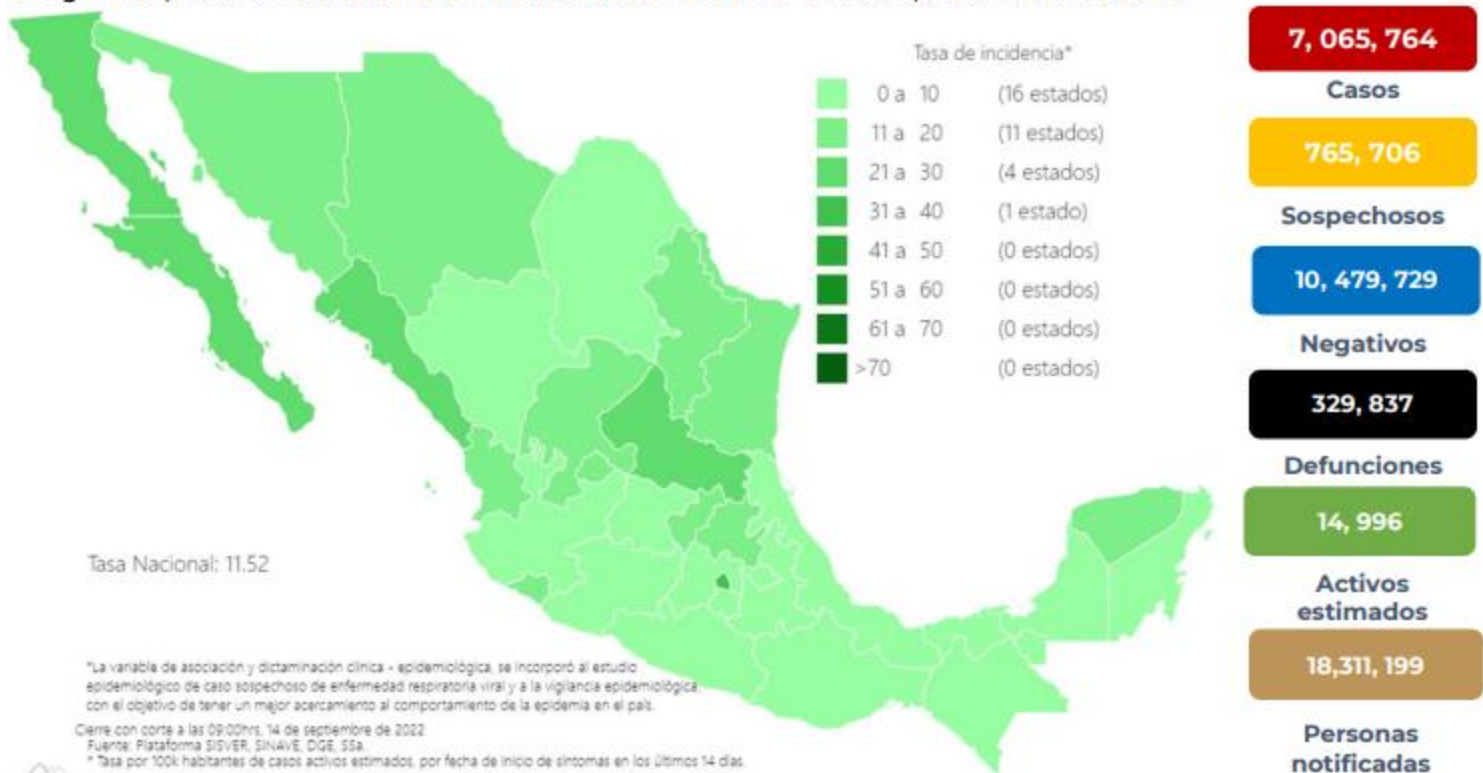 Tasa de incidencia*
0 a 10 (16 estados)
11 a 20 (11 estados)
21 a 30 (4 estados)
31 a 40 (1 estado)
41 a 50 (0 estados)
51 a 60 (0 estados)
61 a 70 (0 estados)
>70 (0 estados)
Tasa Nacional: 11.52
*La variable de asociación y dictaminación clínica - epidemiológica, se incorporó al estudio
epidemiológico de caso sospechoso de enfermedad respiratoria viral y a la vigilancia epidemiológica,
con el objetivo de tener un mejor acercamiento al comportamiento de la epidemia en el país.
Cierre con corte a las 09:00hrs, 14 de septiembre de 2022
Fuente: Plataforma SISVER, SINAVE, DGE, SSa.
* Tasa por 100k habitantes de casos activos estimados, por fecha de inicio de síntomas en los últimos 14 días.
7, 065, 764
Casos
765, 706
Sospechosos
10, 479, 729
Negativos
329, 837
Defunciones
14, 996
Activos
estimados
18,311, 199
Personas
notificadas